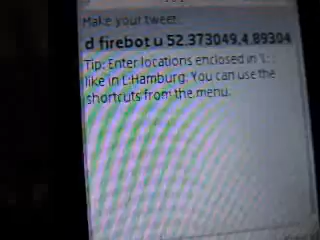 Make your tweet:
d firebot u 52.373049,4.89304
Tip: Enter locations enclosed in 'L: :'
like in L:Hamburg: You can use the
shortcuts from the menu.